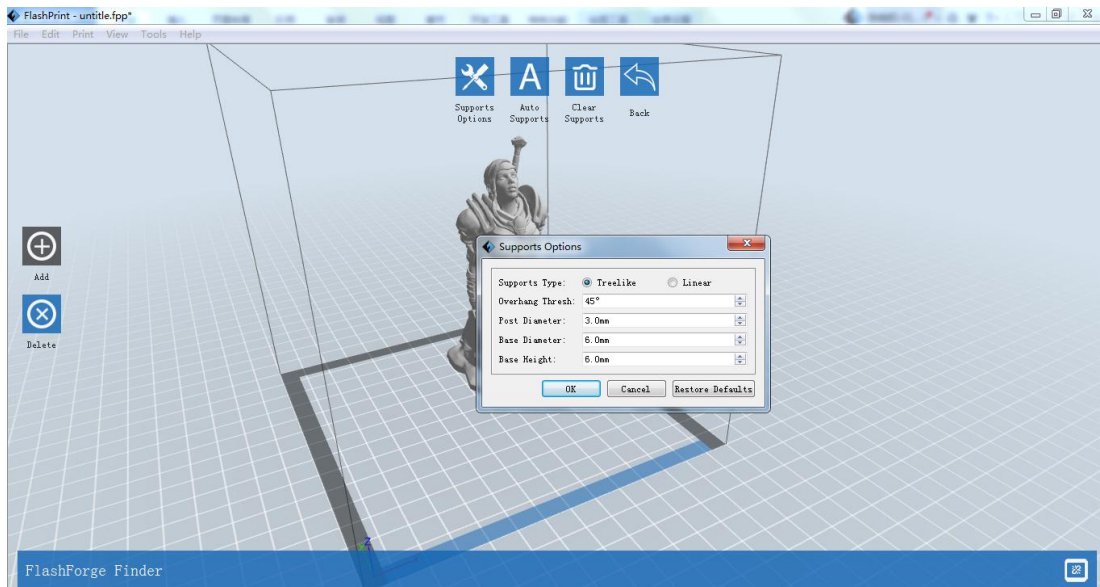 FlashPrint - untitle.fpp*
File Edit Print View Tools Help
Supports Options
Auto Supports
Clear Supports
Back
Add
Delete
Supports Options
Supports Type: Treelike Linear
Overhang Thresh: 45°
Post Diameter: 3.0mm
Base Diameter: 6.0mm
Base Height: 6.0mm
OK Cancel Restore Defaults
Z
FlashForge Finder